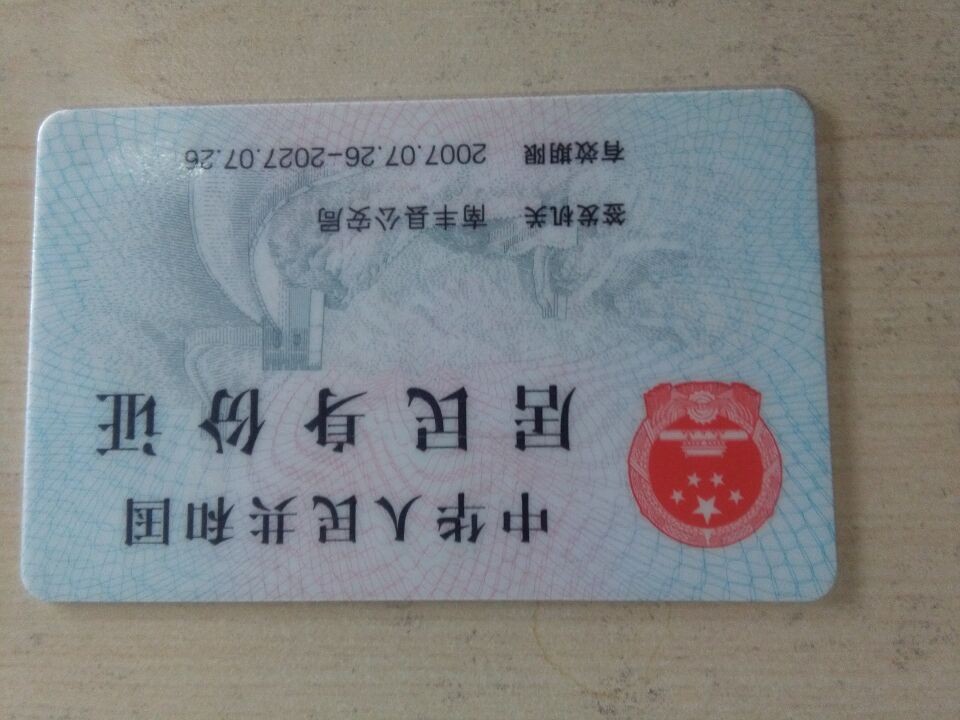 中华人民共和国
居民身份证
签发机关 南丰县公安局
有效期限 2007.07.26-2027.07.26